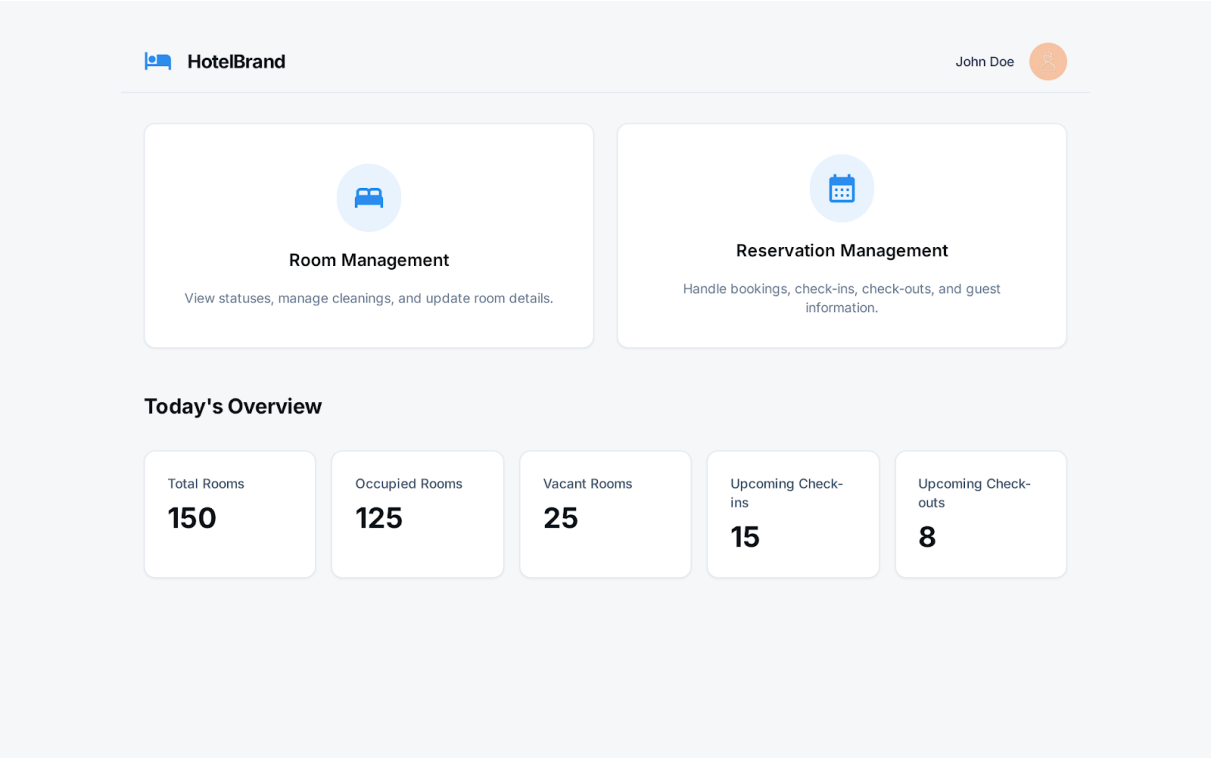 HotelBrand
John Doe
Room Management
View statuses, manage cleanings, and update room details.
Reservation Management
Handle bookings, check-ins, check-outs, and guest
information.
Today's Overview
Total Rooms
150
Occupied Rooms
125
Vacant Rooms
25
Upcoming Check-
ins
15
Upcoming Check-
outs
8